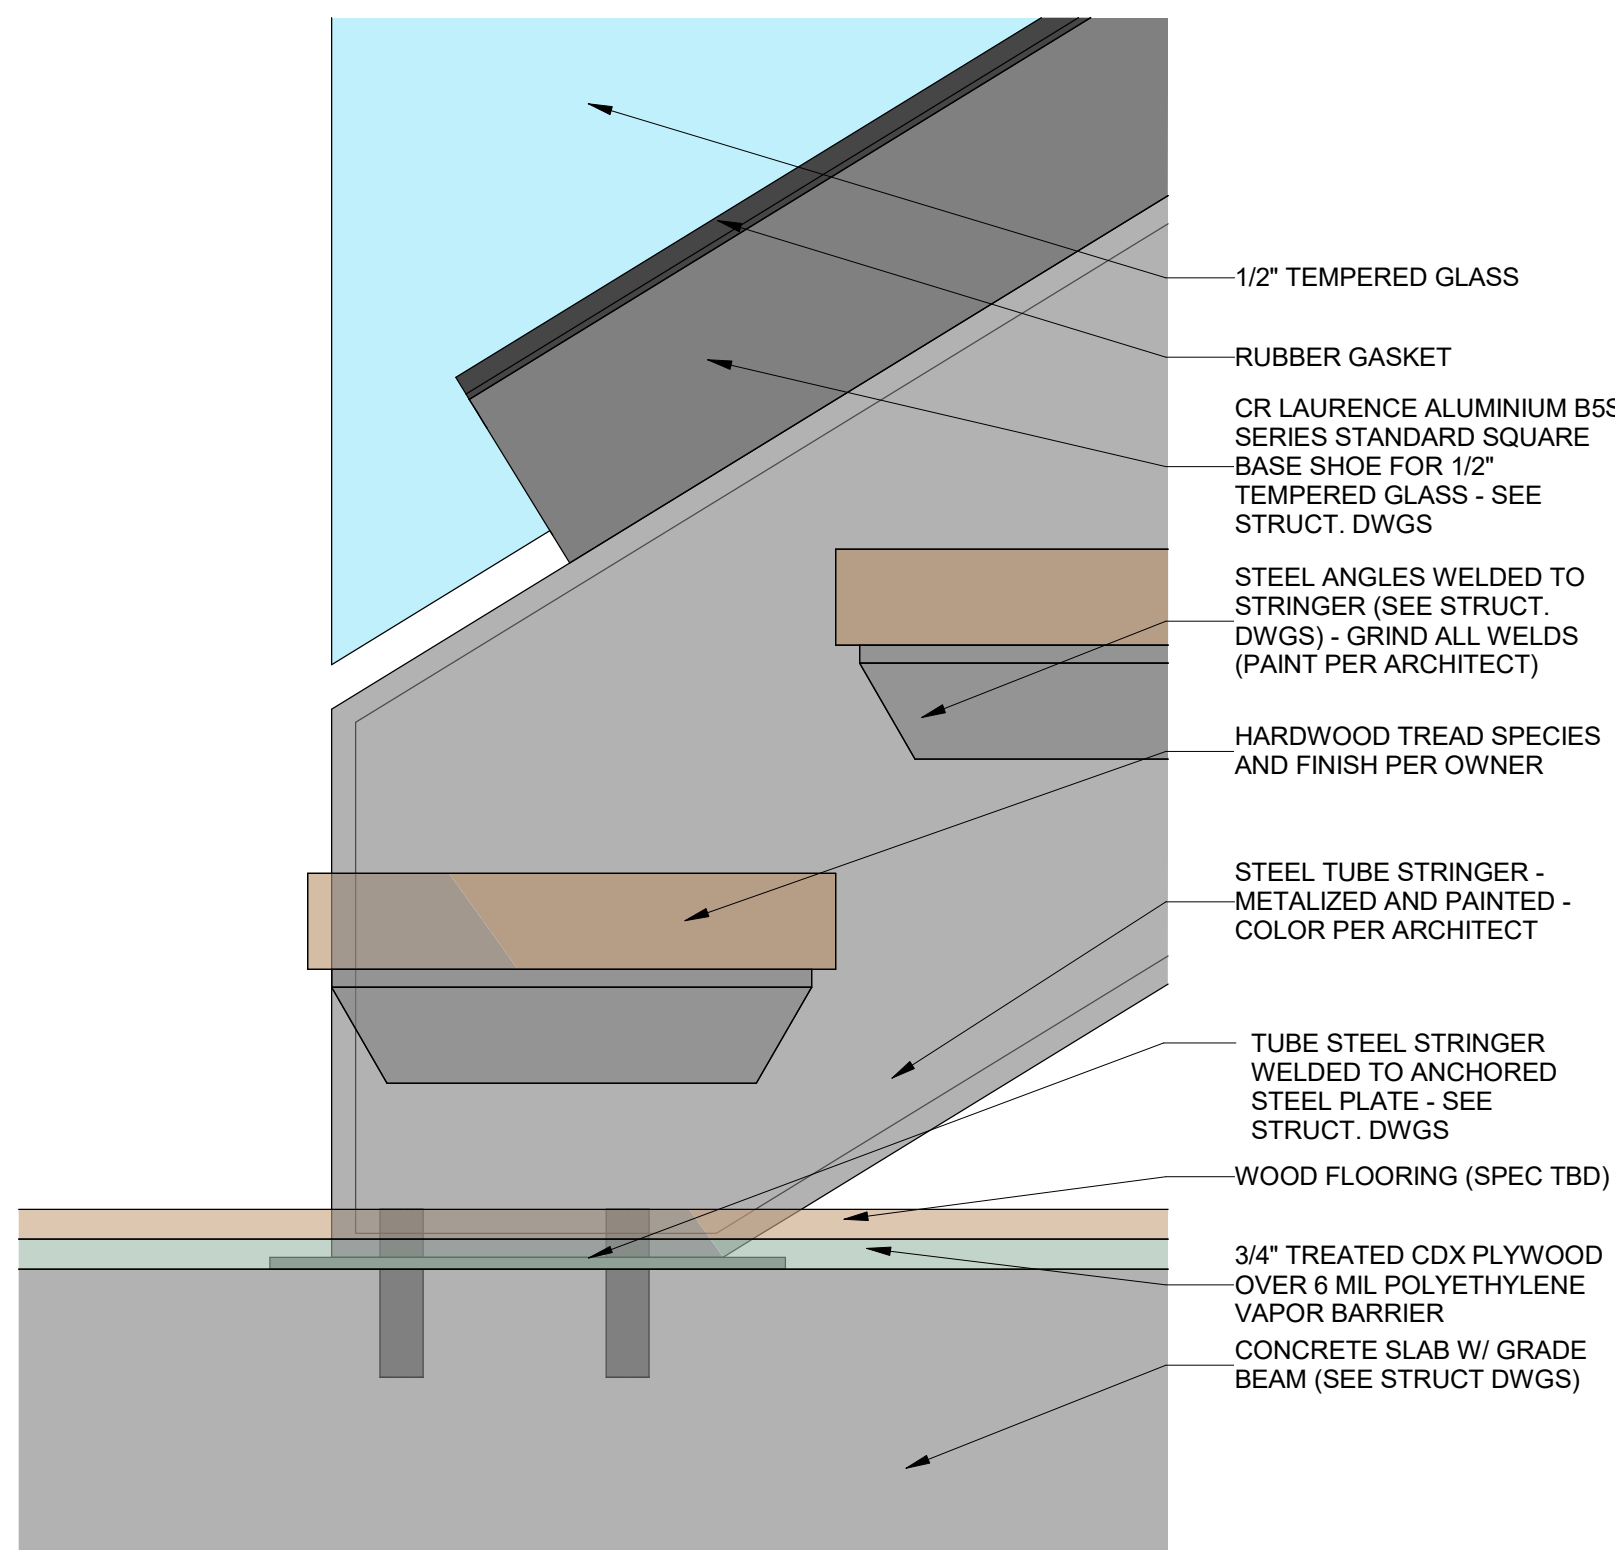 1/2" TEMPERED GLASS
RUBBER GASKET
CR LAURENCE ALUMINIUM B5S
SERIES STANDARD SQUARE
BASE SHOE FOR 1/2"
TEMPERED GLASS - SEE
STRUCT. DWGS
STEEL ANGLES WELDED TO
STRINGER (SEE STRUCT.
DWGS) - GRIND ALL WELDS
(PAINT PER ARCHITECT)
HARDWOOD TREAD SPECIES
AND FINISH PER OWNER
STEEL TUBE STRINGER -
METALIZED AND PAINTED -
COLOR PER ARCHITECT
TUBE STEEL STRINGER
WELDED TO ANCHORED
STEEL PLATE - SEE
STRUCT. DWGS
WOOD FLOORING (SPEC TBD)
3/4" TREATED CDX PLYWOOD
OVER 6 MIL POLYETHYLENE
VAPOR BARRIER
CONCRETE SLAB W/ GRADE
BEAM (SEE STRUCT DWGS)